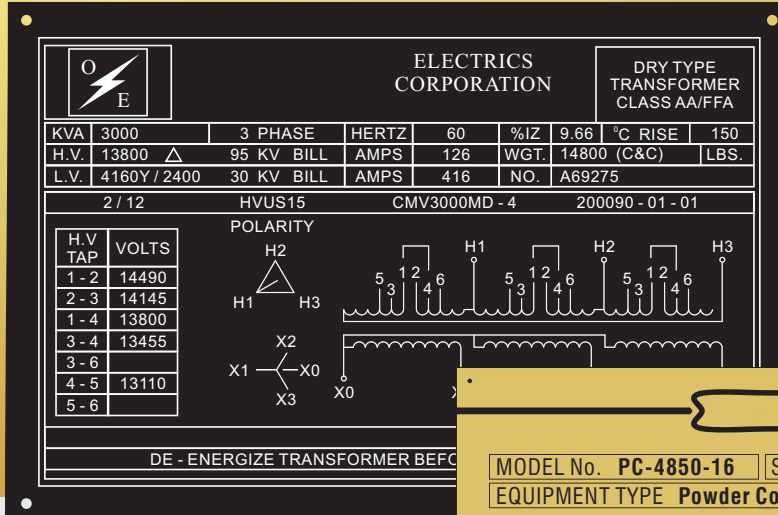 O
E
ELECTRICS
CORPORATION
DRY TYPE
TRANSFORMER
CLASS AA/FFA
KVA 3000 3 PHASE HERTZ 60 %IZ 9.66 °C RISE 150
H.V. 13800 △ 95 KV BILL AMPS 126 WGT. 14800 (C&C) LBS.
L.V. 4160Y / 2400 30 KV BILL AMPS 416 NO. A69275
2 / 12 HVUS15 CMV3000MD - 4 200090 - 01 - 01
H.V TAP VOLTS
1 - 2 14490
2 - 3 14145
1 - 4 13800
3 - 4 13455
3 - 6
4 - 5 13110
5 - 6
POLARITY
H2
H1 H3
X2
X1 X0
X3
H1 H2 H3
5 3 1 2 4 6 5 3 1 2 4 6 5 3 1 2 4 6
X0
DE - ENERGIZE TRANSFORMER
MODEL No. PC-4850-16
EQUIPMENT TYPE Powder